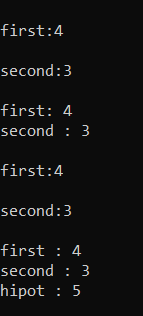 first:4
second:3
first: 4
second : 3
first:4
second:3
first : 4
second : 3
hipot : 5